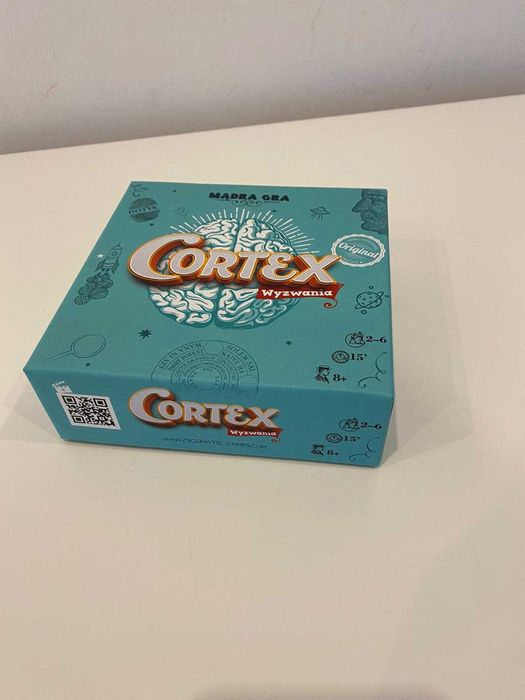 MĄDRA GRA
DOTYK
Original
CORTEX
Wyzwania
2-6
15'
8+
CORTEX
Wyzwania
WWW.ZYGOMATIC-GAMES.COM
2-6
15'
8+